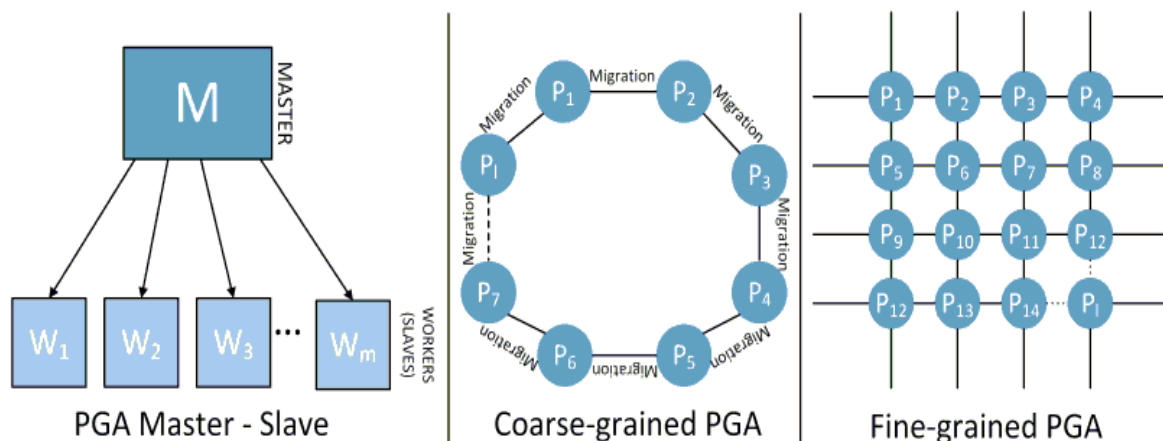 M
MASTER
W1
W2
W3
...
Wm
WORKERS
(SLAVES)
PGA Master - Slave
P1
Migration
P2
Migration
P3
Migration
P4
Migration
P5
Migration
P6
Migration
P7
Migration
Pl
Migration
Coarse-grained PGA
P1 P2 P3 P4
P5 P6 P7 P8
P9 P10 P11 P12
P12 P13 P14 Pl
Fine-grained PGA